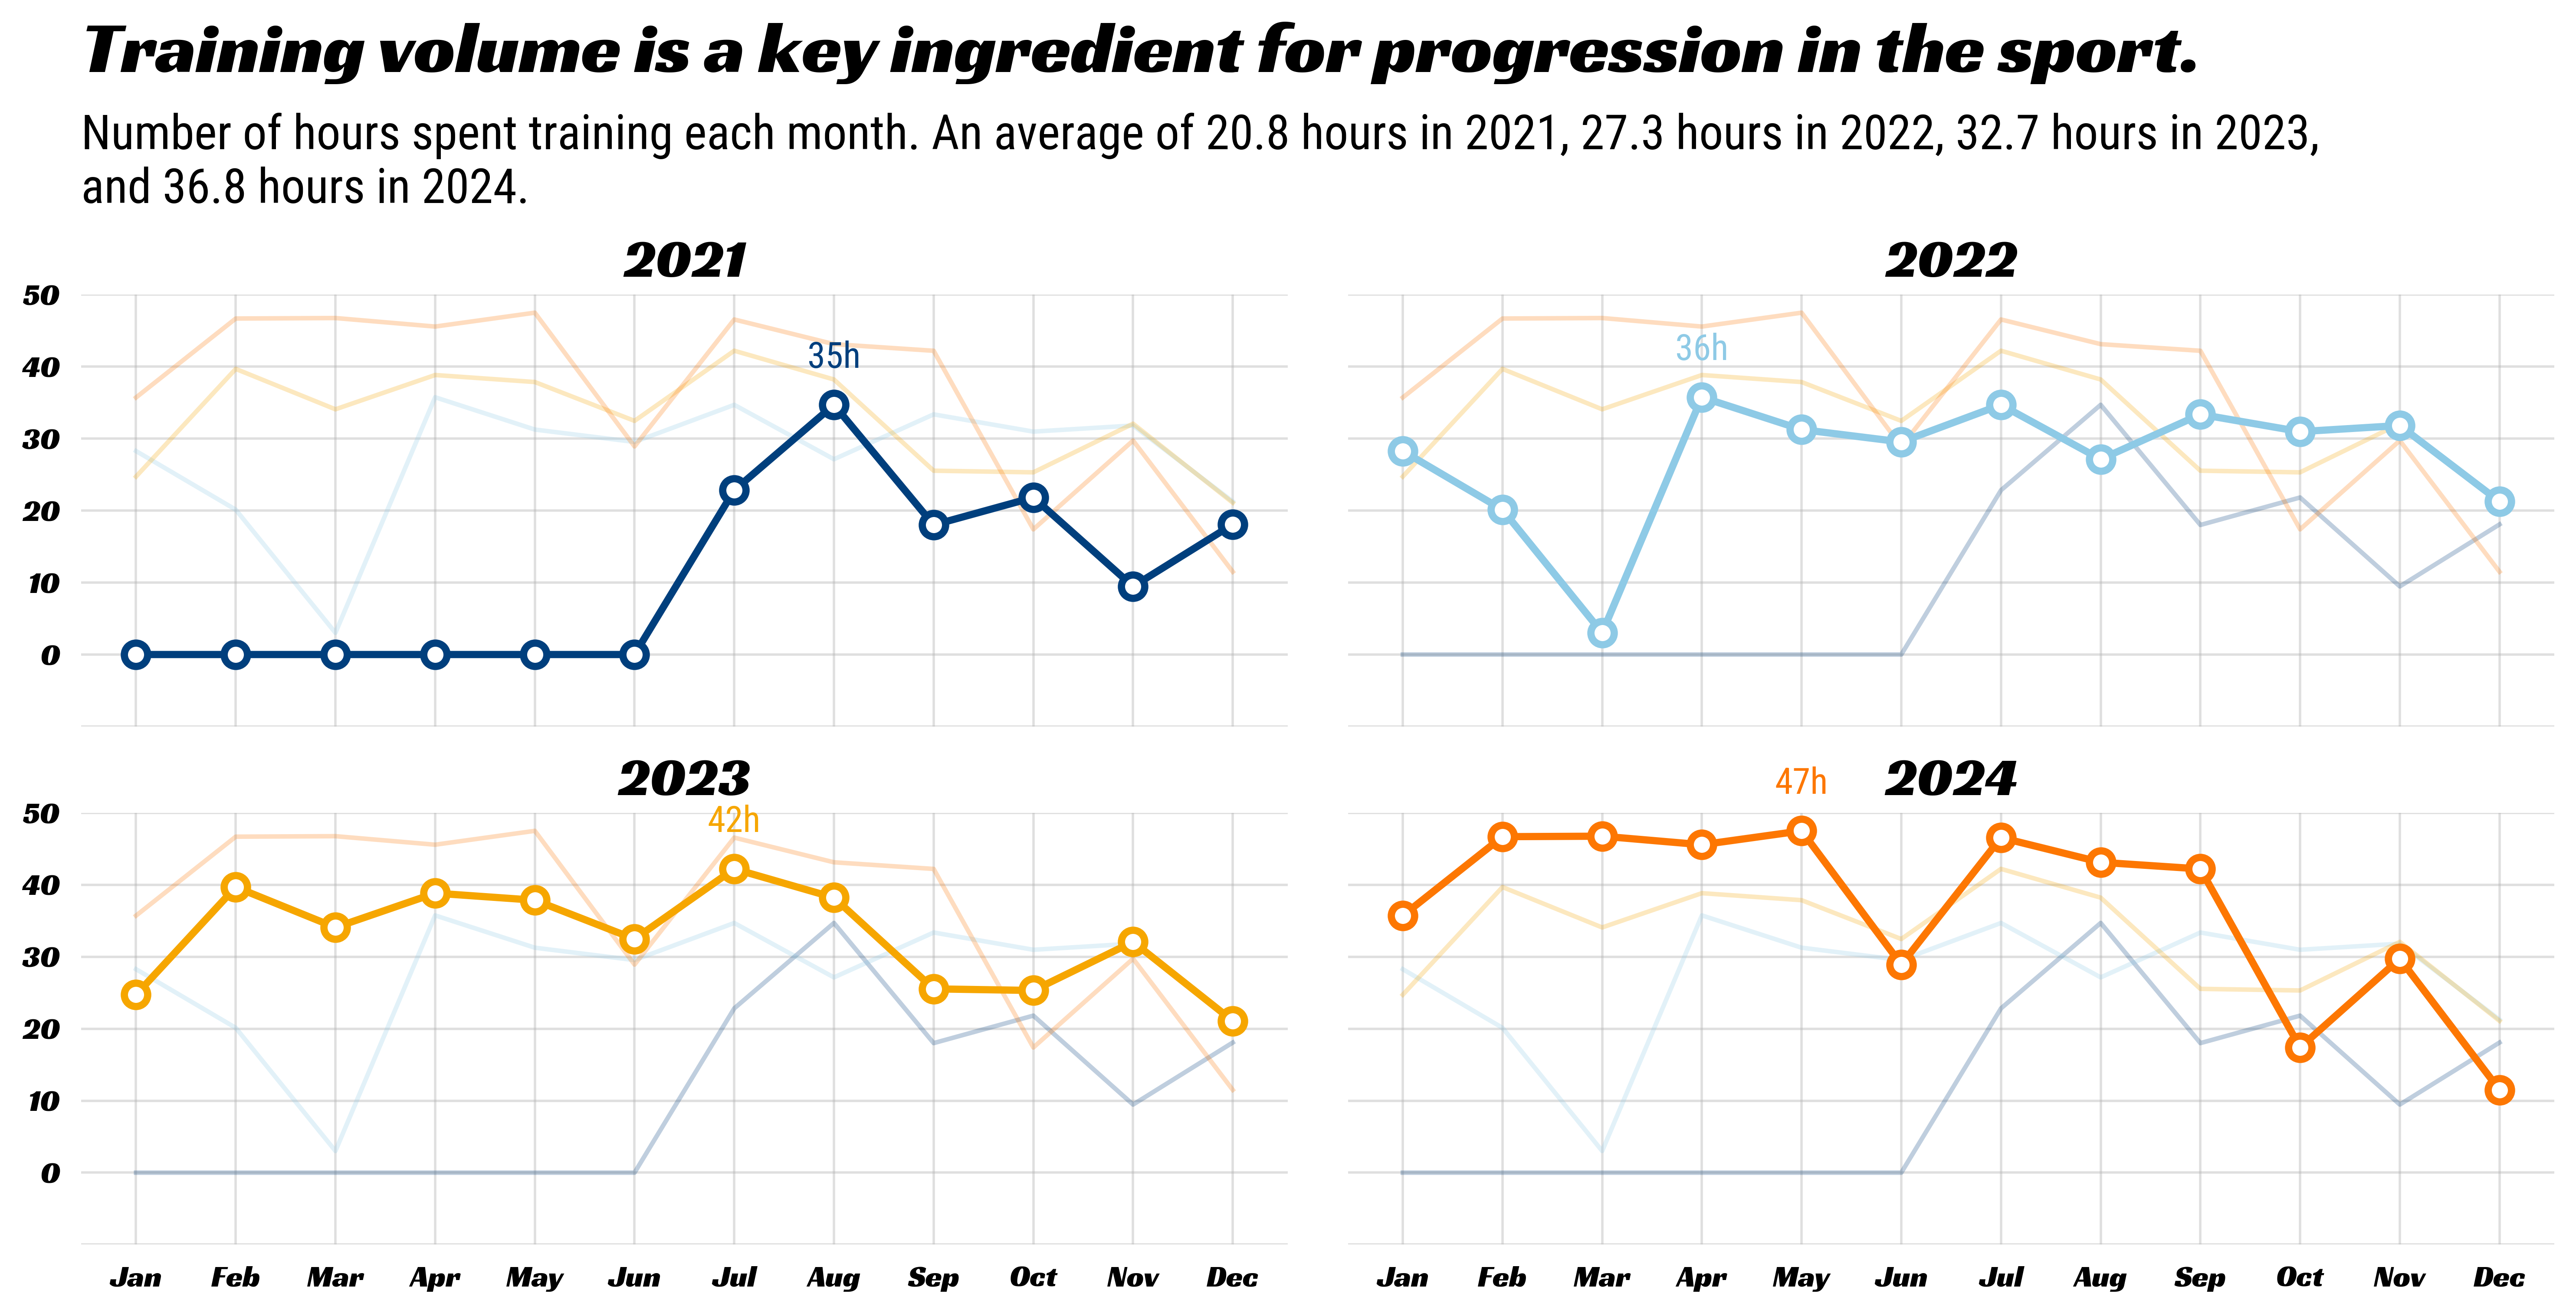 Training volume is a key ingredient for progression in the sport.
Number of hours spent training each month. An average of 20.8 hours in 2021, 27.3 hours in 2022, 32.7 hours in 2023,
and 36.8 hours in 2024.
2021
2022
50
40
30
20
10
0
35h
36h
2023
2024
50
40
30
20
10
0
42h
47h
Jan Feb Mar Apr May Jun Jul Aug Sep Oct Nov Dec
Jan Feb Mar Apr May Jun Jul Aug Sep Oct Nov Dec